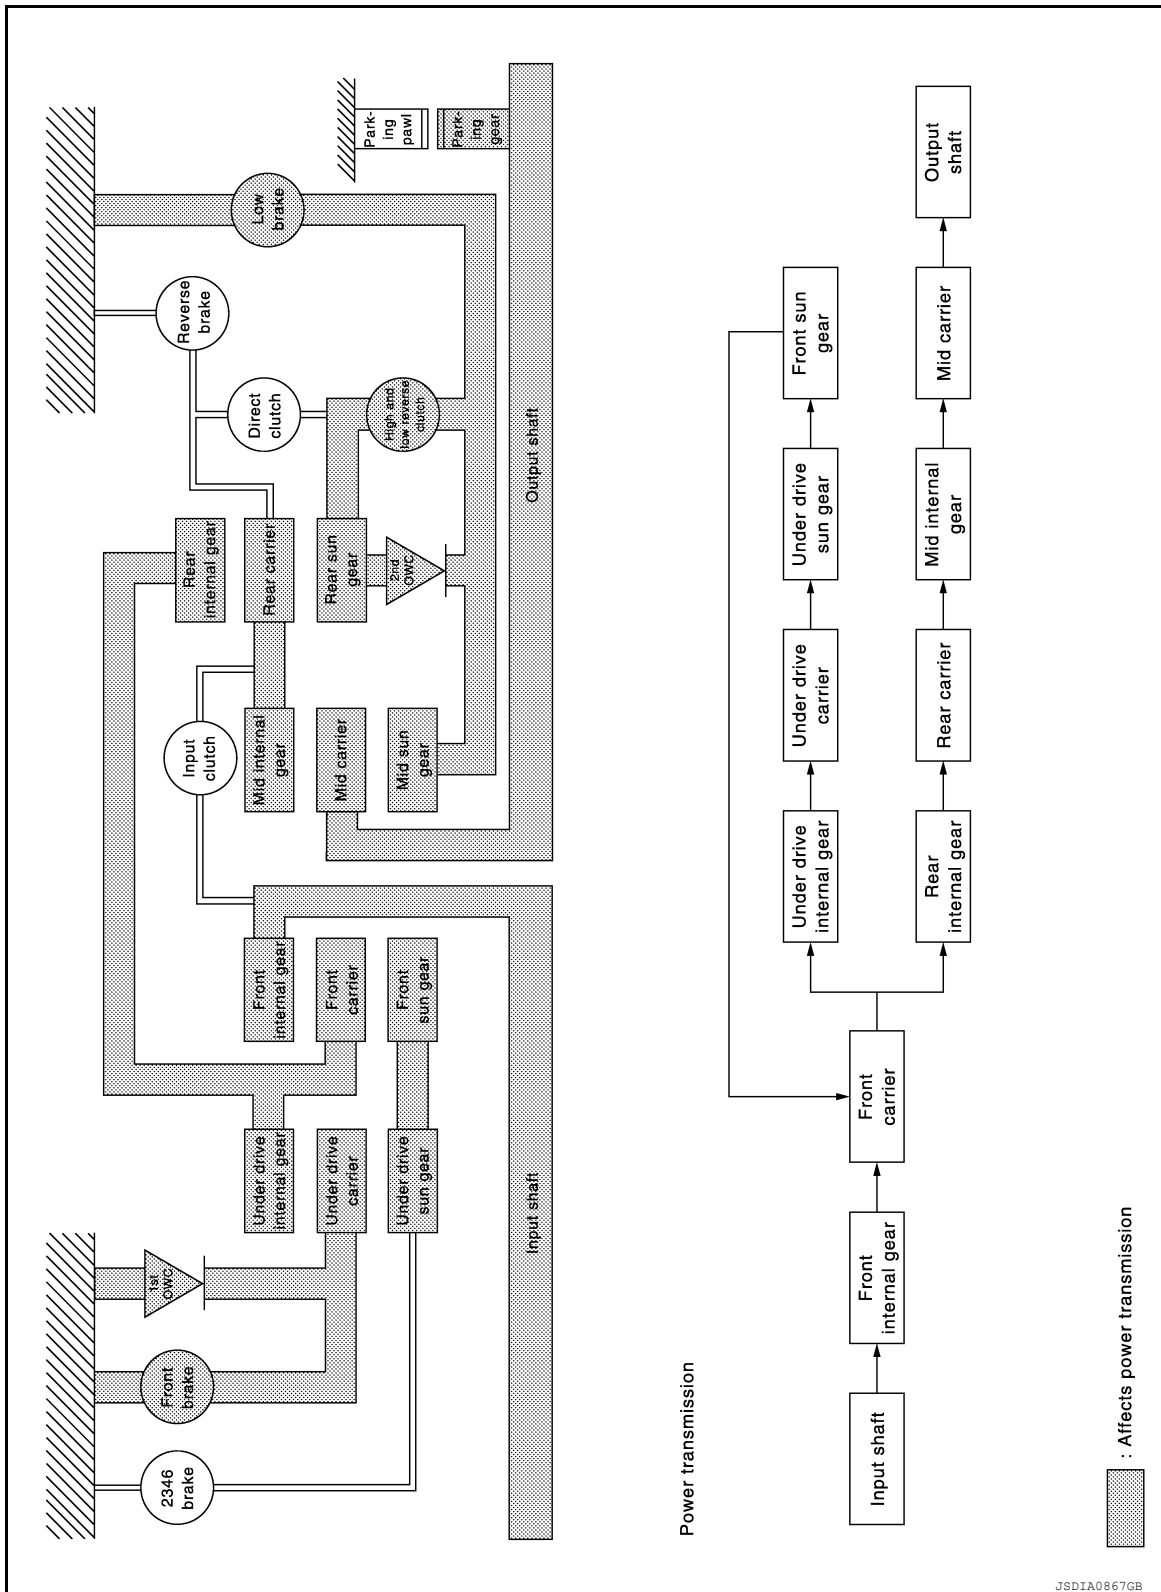 2346
brake
Front
brake
1st
OWC
Under drive
internal gear
Under drive
carrier
Under drive
sun gear
Input shaft
Front
internal gear
Front
carrier
Front
sun gear
Input
clutch
Mid internal
gear
Mid carrier
Mid sun
gear
Rear
internal gear
Rear carrier
Rear sun
gear
2nd
OWC
Reverse
brake
Direct
clutch
High and
low reverse
clutch
Low
brake
Output shaft
Park-
ing
pawl
Park-
ing
gear
Power transmission
Input shaft
Front
internal gear
Front
carrier
Under drive
internal gear
Under drive
carrier
Under drive
sun gear
Front sun
gear
Rear
internal gear
Rear carrier
Mid internal
gear
Mid carrier
Output
shaft
: Affects power transmission
JSDIA0867GB